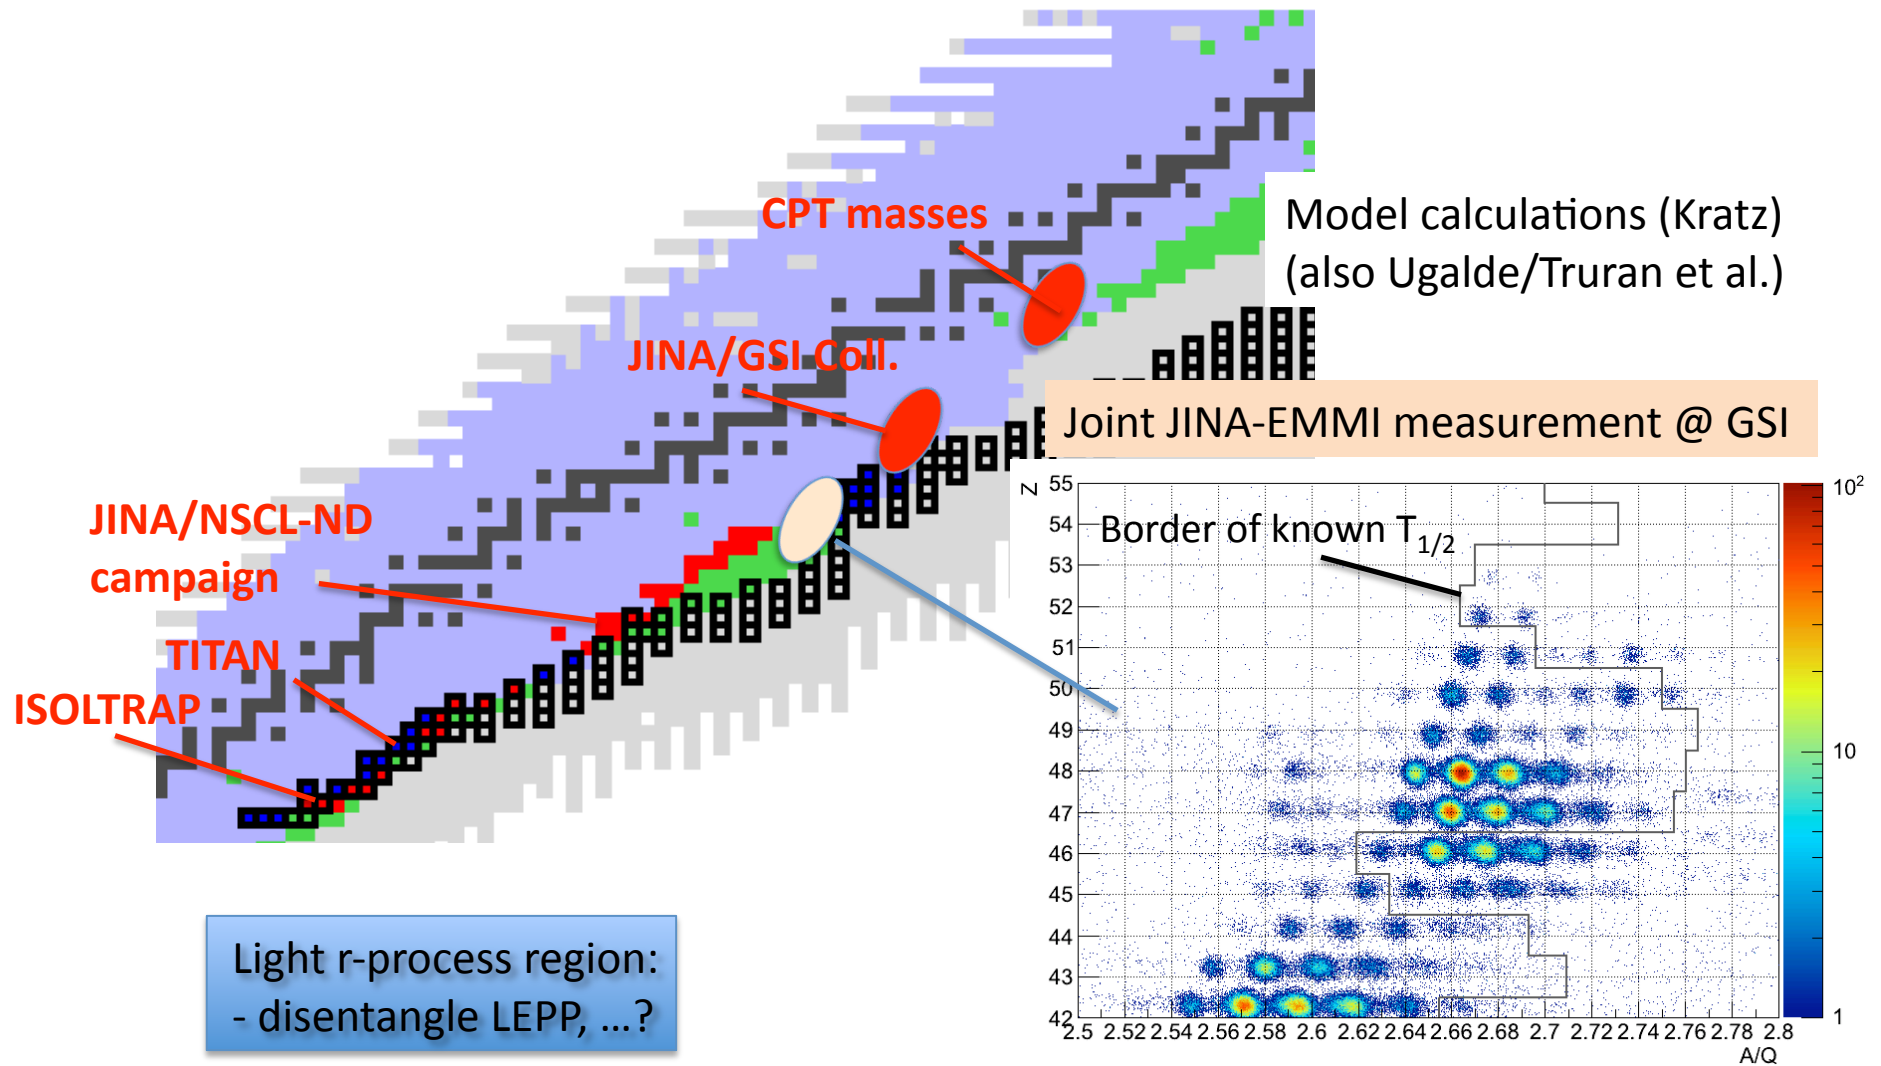 CPT masses
Model calculations (Kratz)
(also Ugalde/Truran et al.)
JINA/GSI Coll.
Joint JINA-EMMI measurement @ GSI
JINA/NSCL-ND
campaign
TITAN
ISOLTRAP
Light r-process region:
- disentangle LEPP, ...?
Z
Border of known T1/2
55
54
53
52
51
50
49
48
47
46
45
44
43
42
2.5 2.52 2.54 2.56 2.58 2.6 2.62 2.64 2.66 2.68 2.7 2.72 2.74 2.76 2.78 2.8
A/Q
10²
10
1